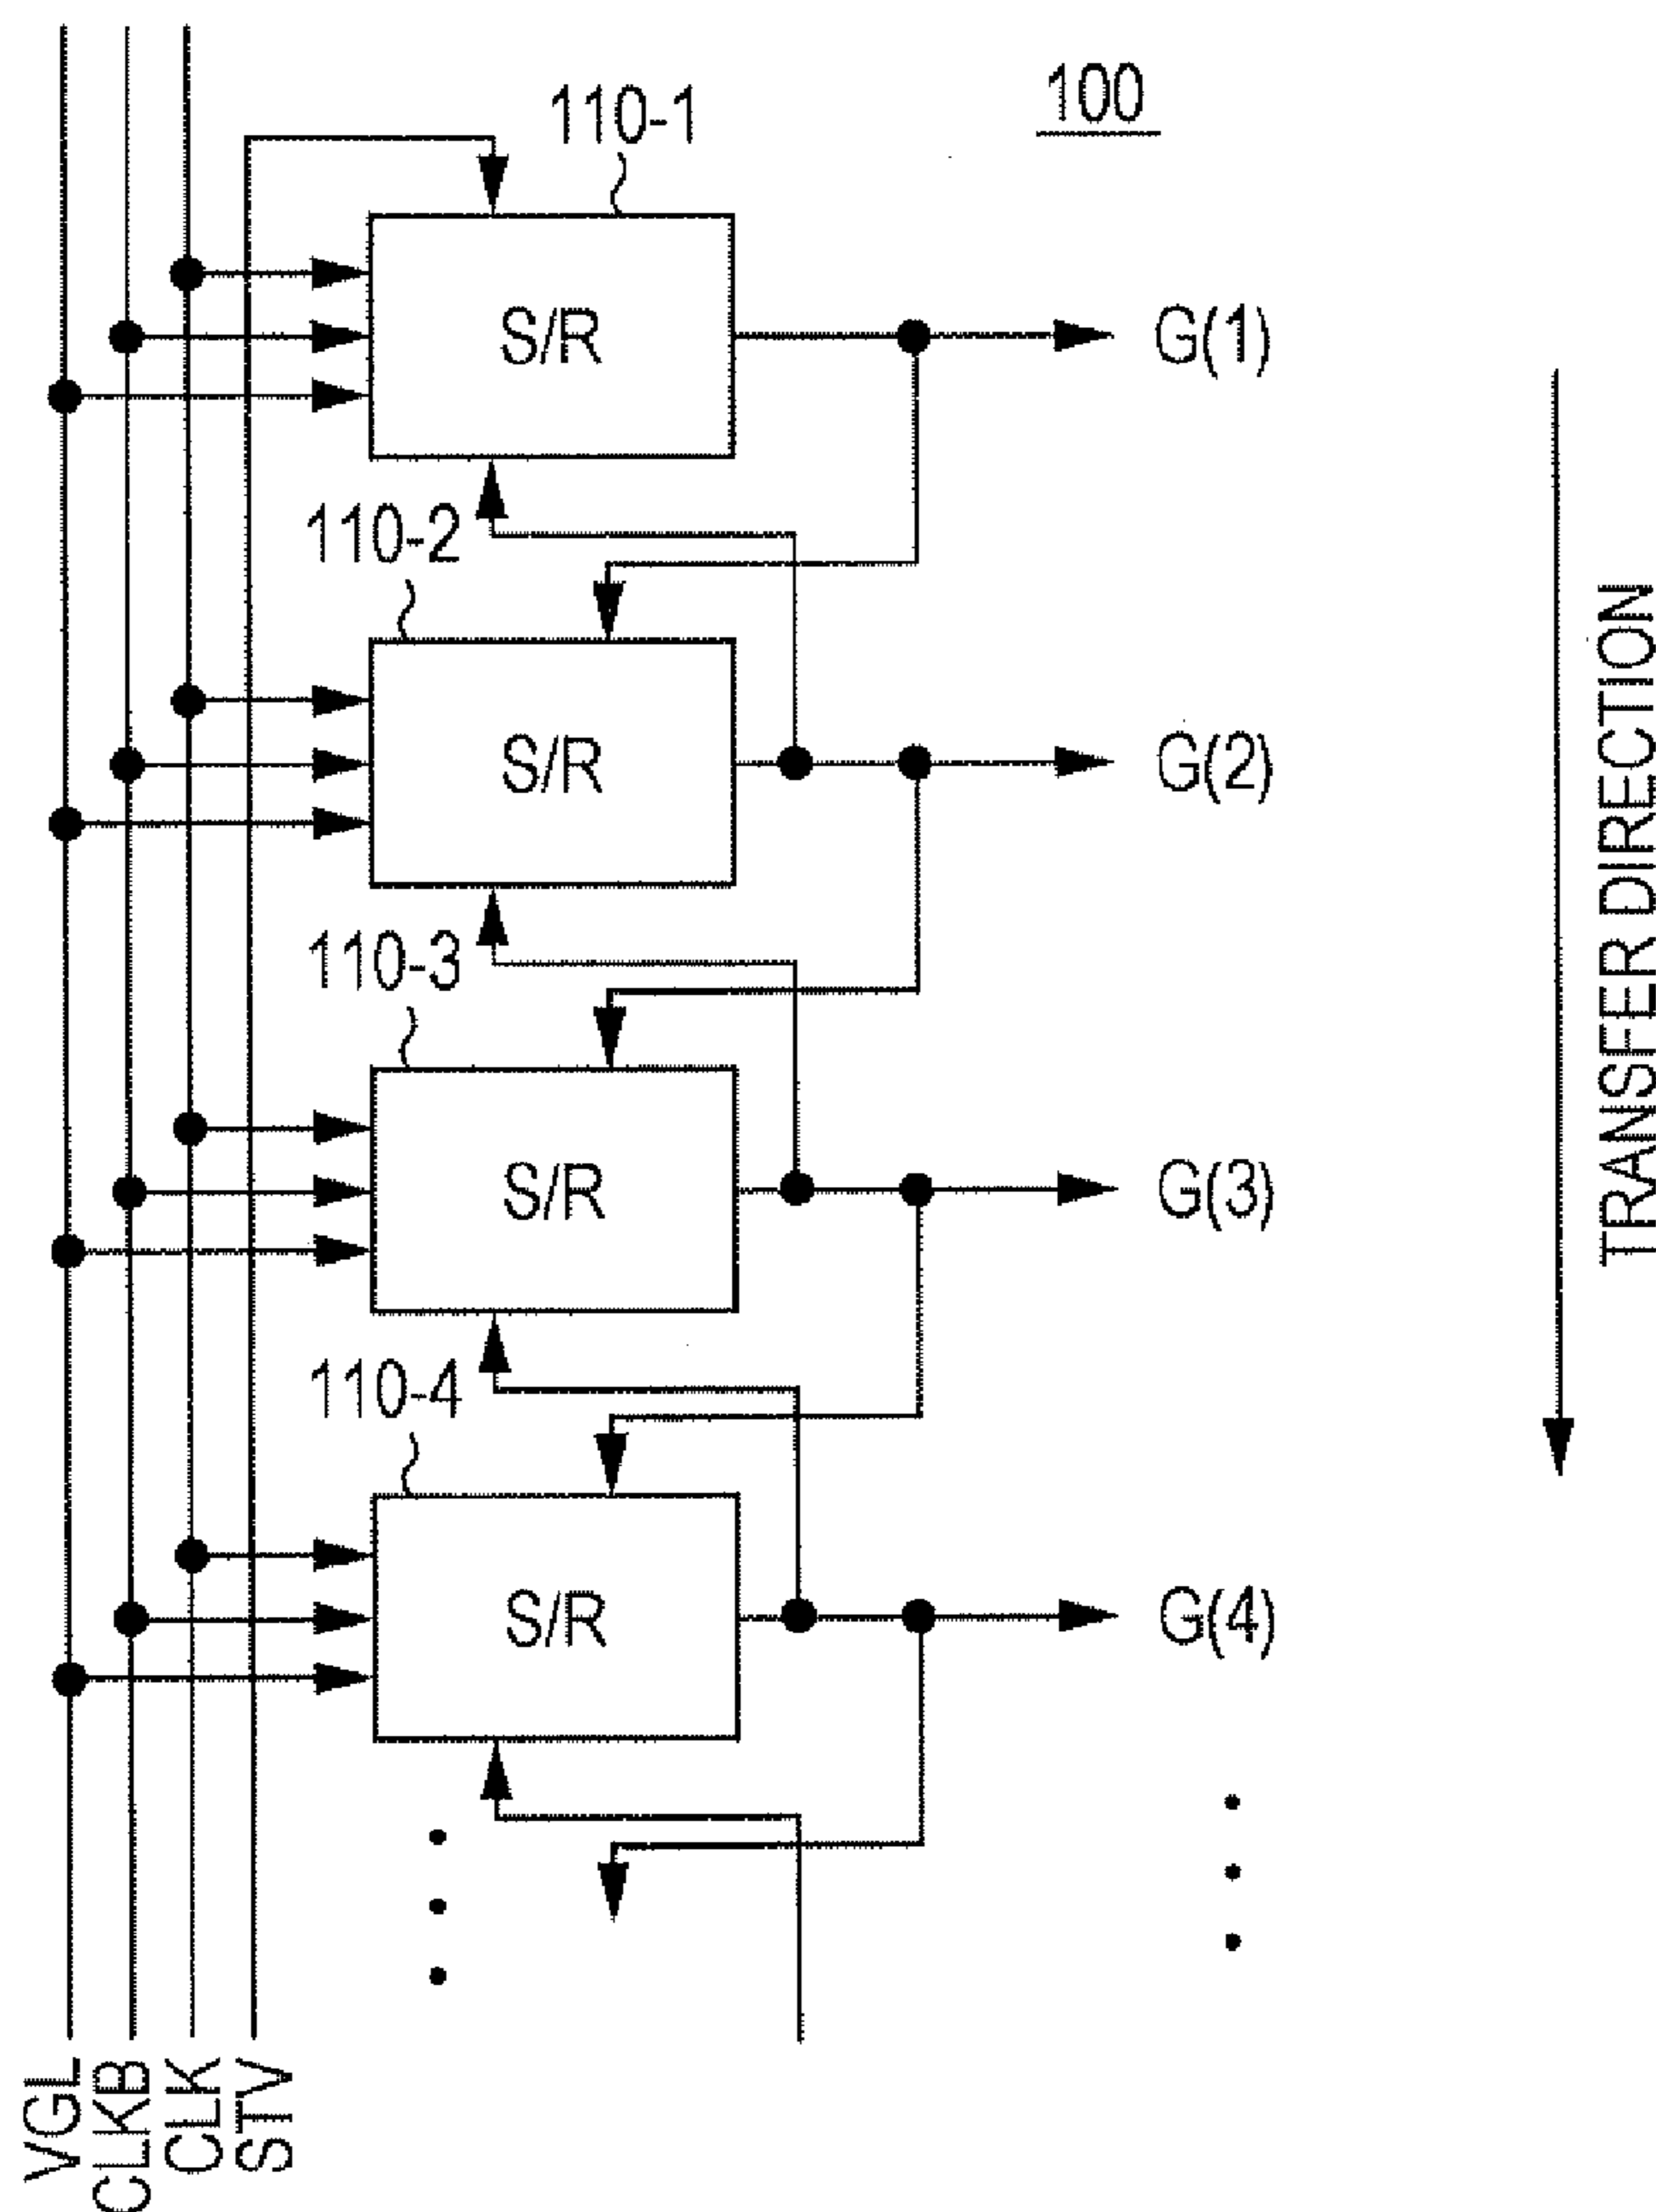 100
110-1
S/R
G(1)
110-2
S/R
G(2)
110-3
S/R
G(3)
110-4
S/R
G(4)
TRANSFER DIRECTION
VGL
CLKB
CLK
STV